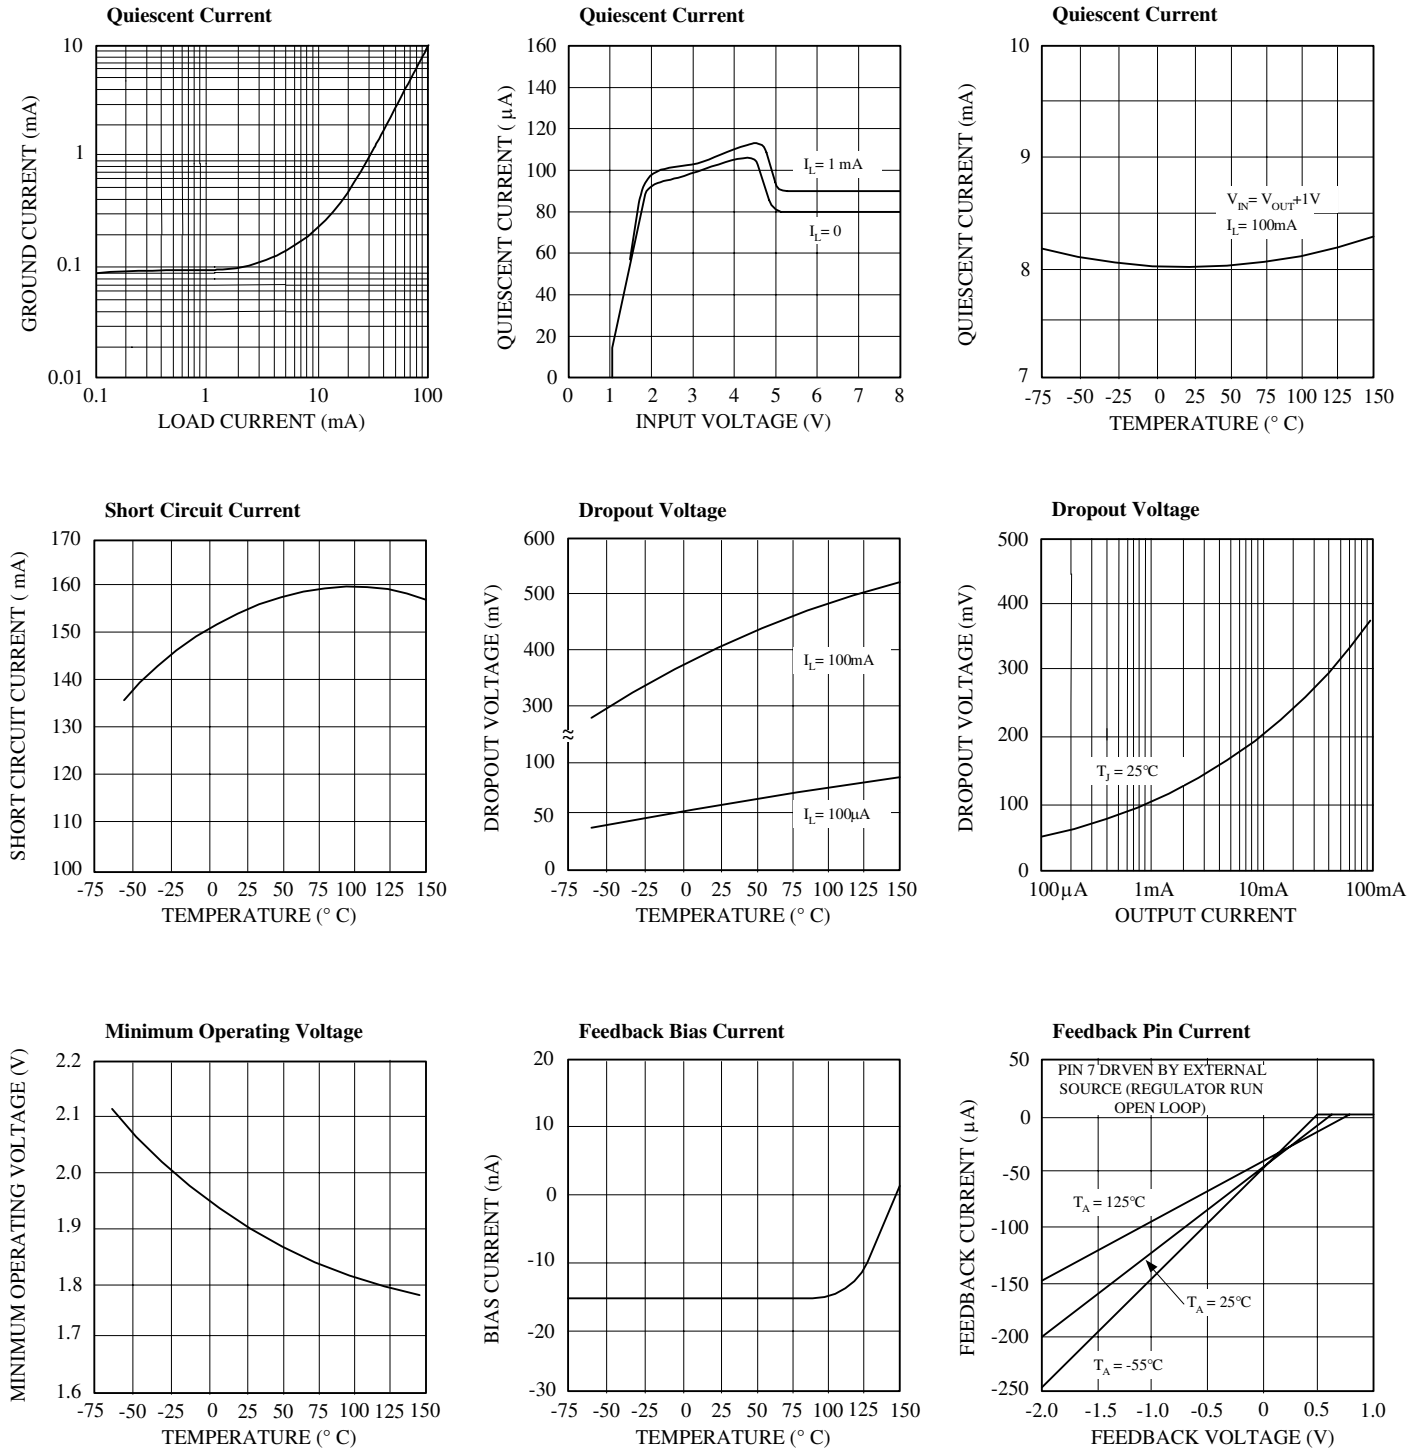 Quiescent Current
GROUND CURRENT (mA)
10
1
0.1
0.01
0.1 1 10 100
LOAD CURRENT (mA)
Quiescent Current
QUIESCENT CURRENT ( µA)
160
140
120
100
80
60
40
20
0
I_L= 1 mA
I_L= 0
0 1 2 3 4 5 6 7 8
INPUT VOLTAGE (V)
Quiescent Current
QUIESCENT CURRENT (mA)
10
9
8
7
V_IN= V_OUT+1V
I_L= 100mA
-75 -50 -25 0 25 50 75 100 125 150
TEMPERATURE (° C)
Short Circuit Current
SHORT CIRCUIT CURRENT ( mA)
170
160
150
140
130
120
110
100
-75 -50 -25 0 25 50 75 100 125 150
TEMPERATURE (° C)
Dropout Voltage
DROPOUT VOLTAGE (mV)
600
500
400
300
≈
100
50
0
I_L= 100mA
I_L= 100µA
-75 -50 -25 0 25 50 75 100 125 150
TEMPERATURE (° C)
Dropout Voltage
DROPOUT VOLTAGE (mV)
500
400
300
200
100
0
T_J = 25°C
100µA 1mA 10mA 100mA
OUTPUT CURRENT
Minimum Operating Voltage
MINIMUM OPERATING VOLTAGE (V)
2.2
2.1
2.0
1.9
1.8
1.7
1.6
-75 -50 -25 0 25 50 75 100 125 150
TEMPERATURE (° C)
Feedback Bias Current
BIAS CURRENT (nA)
20
10
0
-10
-20
-30
-75 -50 -25 0 25 50 75 100 125 150
TEMPERATURE (° C)
Feedback Pin Current
FEEDBACK CURRENT ( µA)
50
0
-50
-100
-150
-200
-250
PIN 7 DRVEN BY EXTERNAL
SOURCE (REGULATOR RUN
OPEN LOOP)
T_A = 125°C
T_A = 25°C
T_A = -55°C
-2.0 -1.5 -1.0 -0.5 0 0.5 1.0
FEEDBACK VOLTAGE (V)